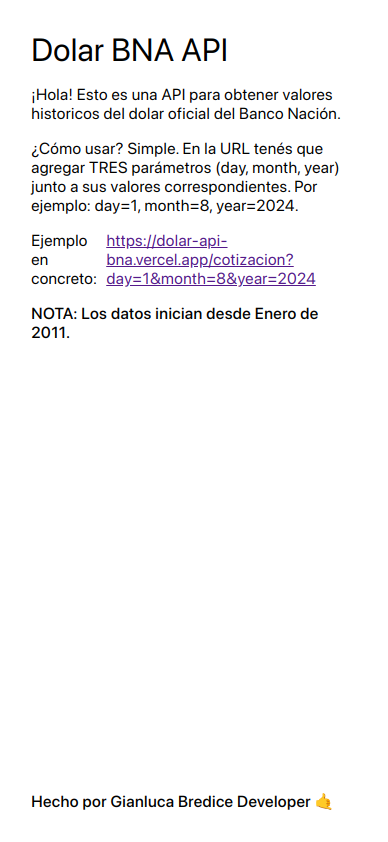 Dolar BNA API
¡Hola! Esto es una API para obtener valores
historicos del dolar oficial del Banco Nación.
¿Cómo usar? Simple. En la URL tenés que
agregar TRES parámetros (day, month, year)
junto a sus valores correspondientes. Por
ejemplo: day=1, month=8, year=2024.
Ejemplo
en
concreto:
https://dolar-api-
bna.vercel.app/cotizacion?
day=1&month=8&year=2024
NOTA: Los datos inician desde Enero de
2011.
Hecho por Gianluca Bredice Developer 🤙